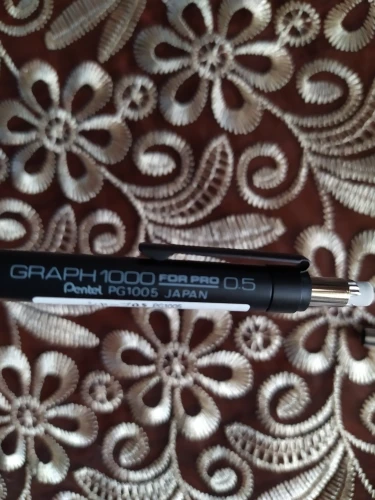 GRAPH 1000 FOR PRO 0.5
Pentel PG1005 JAPAN